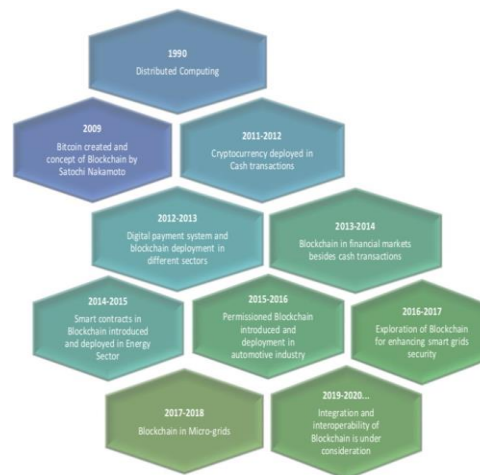 1990
Distributed Computing
2009
Bitcoin created and
concept of Blockchain by
Satochi Nakamoto
2011-2012
Cryptocurrency deployed in
Cash transactions
2012-2013
Digital payment system and
blockchain deployment in
different sectors
2013-2014
Blockchain in financial markets
besides cash transactions
2014-2015
Smart contracts in
Blockchain introduced
and deployed in Energy
Sector
2015-2016
Permissioned Blockchain
introduced and
deployment in
automotive industry
2016-2017
Exploration of Blockchain
for enhancing smart grids
security
2017-2018
Blockchain in Micro-grids
2019-2020...
Integration and
interoperability of
Blockchain is under
consideration